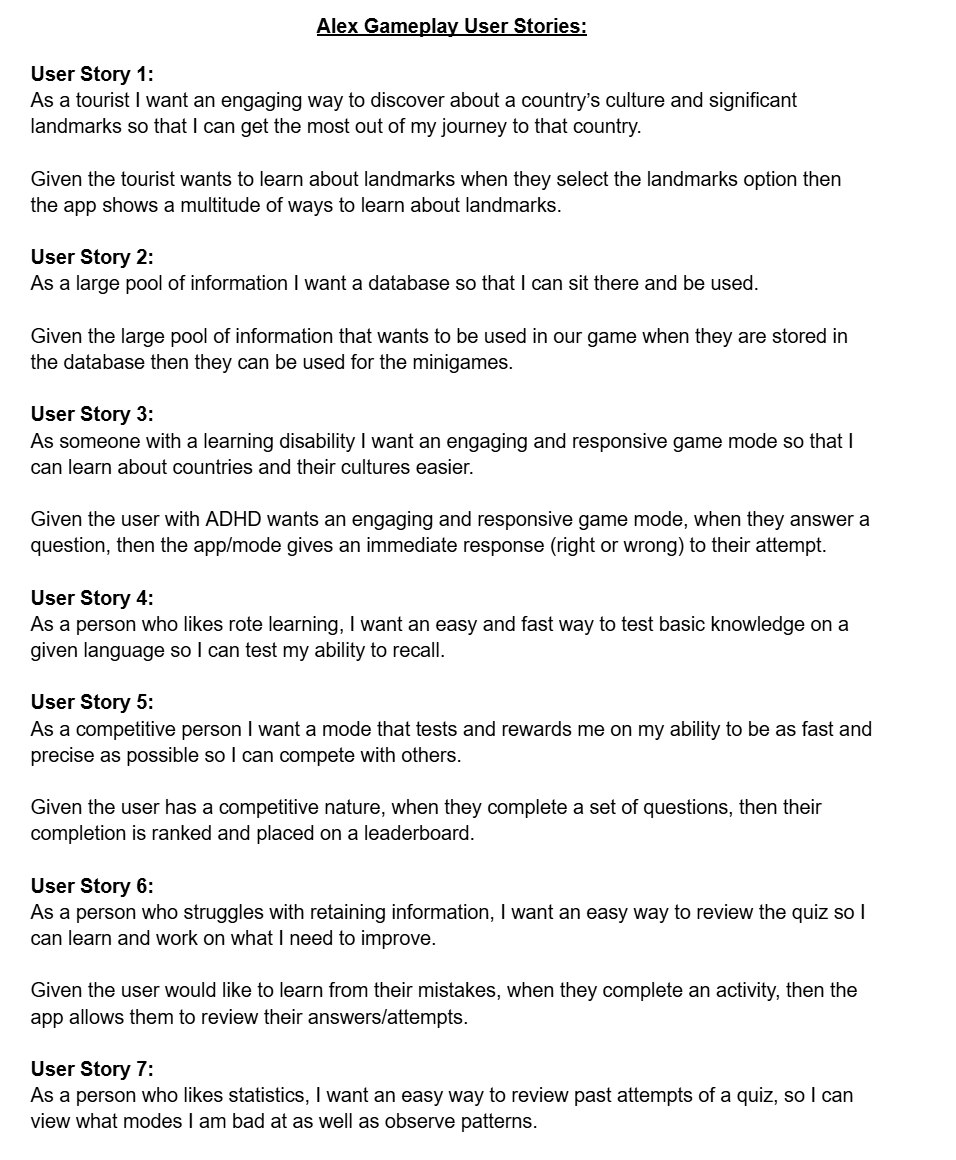 Alex Gameplay User Stories:
User Story 1:
As a tourist I want an engaging way to discover about a country’s culture and significant
landmarks so that I can get the most out of my journey to that country.
Given the tourist wants to learn about landmarks when they select the landmarks option then
the app shows a multitude of ways to learn about landmarks.
User Story 2:
As a large pool of information I want a database so that I can sit there and be used.
Given the large pool of information that wants to be used in our game when they are stored in
the database then they can be used for the minigames.
User Story 3:
As someone with a learning disability I want an engaging and responsive game mode so that I
can learn about countries and their cultures easier.
Given the user with ADHD wants an engaging and responsive game mode, when they answer a
question, then the app/mode gives an immediate response (right or wrong) to their attempt.
User Story 4:
As a person who likes rote learning, I want an easy and fast way to test basic knowledge on a
given language so I can test my ability to recall.
User Story 5:
As a competitive person I want a mode that tests and rewards me on my ability to be as fast and
precise as possible so I can compete with others.
Given the user has a competitive nature, when they complete a set of questions, then their
completion is ranked and placed on a leaderboard.
User Story 6:
As a person who struggles with retaining information, I want an easy way to review the quiz so I
can learn and work on what I need to improve.
Given the user would like to learn from their mistakes, when they complete an activity, then the
app allows them to review their answers/attempts.
User Story 7:
As a person who likes statistics, I want an easy way to review past attempts of a quiz, so I can
view what modes I am bad at as well as observe patterns.